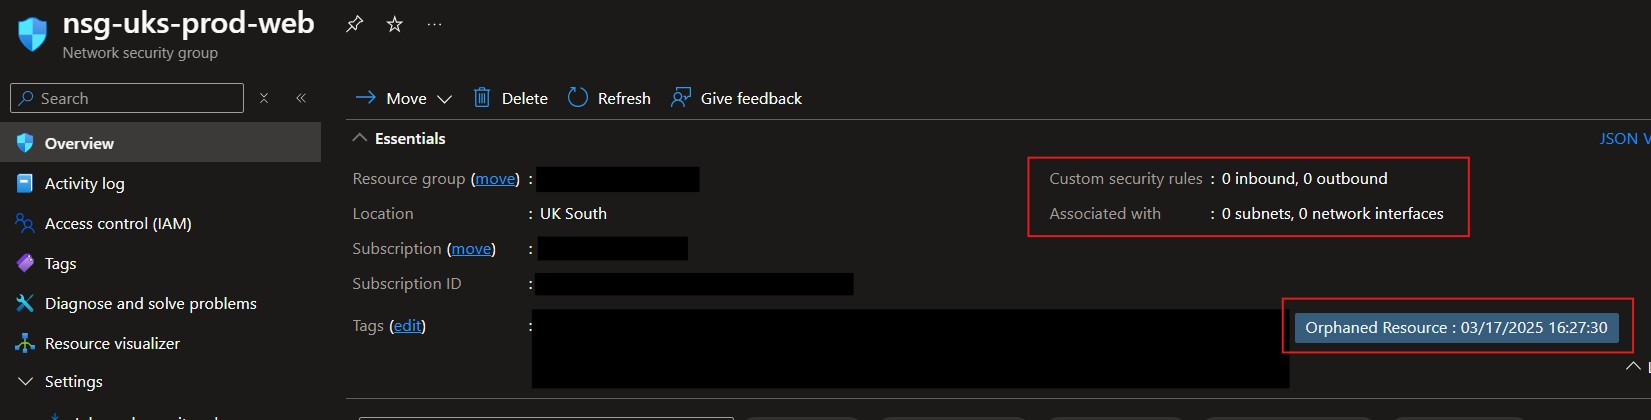 nsg-uks-prod-web
Network security group
Search
Overview
Activity log
Access control (IAM)
Tags
Diagnose and solve problems
Resource visualizer
Settings
Move
Delete
Refresh
Give feedback
Essentials
JSON V
Resource group (move) :
Location : UK South
Subscription (move) :
Subscription ID :
Tags (edit) :
Custom security rules : 0 inbound, 0 outbound
Associated with : 0 subnets, 0 network interfaces
Orphaned Resource : 03/17/2025 16:27:30